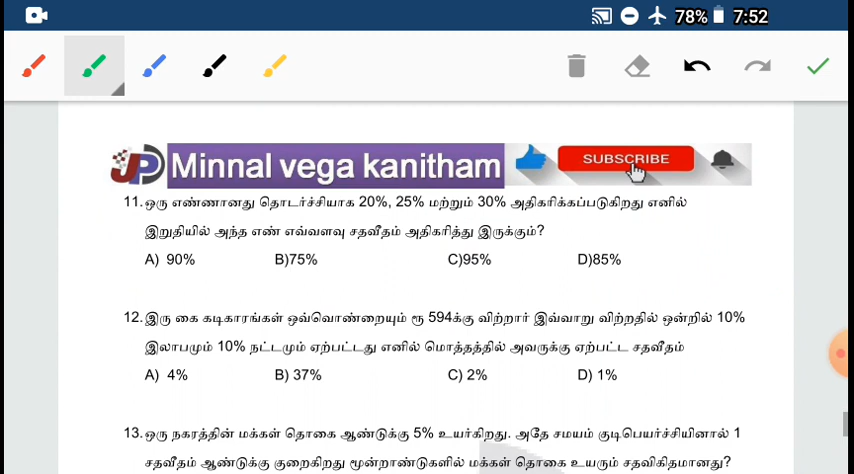 78% 7:52
JP Minnal vega kanitham SUBSCRIBE
11. ஒரு எண்ணானது தொடர்ச்சியாக 20%, 25% மற்றும் 30% அதிகரிக்கப்படுகிறது எனில்
இறுதியில் அந்த எண் எவ்வளவு சதவீதம் அதிகரித்து இருக்கும்?
A) 90% B)75% C)95% D)85%
12. இரு கை கடிகாரங்கள் ஒவ்வொண்றையும் ரூ 594க்கு விற்றார் இவ்வாறு விற்றதில் ஒன்றில் 10%
இலாபமும் 10% நட்டமும் ஏற்பட்டது எனில் மொத்தத்தில் அவருக்கு ஏற்பட்ட சதவீதம்
A) 4% B) 37% C) 2% D) 1%
13. ஒரு நகரத்தின் மக்கள் தொகை ஆண்டுக்கு 5% உயர்கிறது. அதே சமயம் குடிபெயர்ச்சியினால் 1
சதவீதம் ஆண்டுக்கு குறைகிறது மூன்றாண்டுகளில் மக்கள் தொகை உயரும் சதவிகிதமானது?